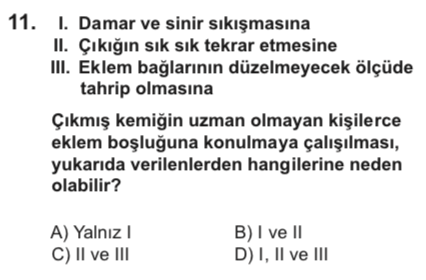 11. I. Damar ve sinir sıkışmasına
II. Çıkığın sık sık tekrar etmesine
III. Eklem bağlarının düzelmeyecek ölçüde
tahrip olmasına
Çıkmış kemiğin uzman olmayan kişilerce
eklem boşluğuna konulmaya çalışılması,
yukarıda verilenlerden hangilerine neden
olabilir?
A) Yalnız I B) I ve II
C) II ve III D) I, II ve III